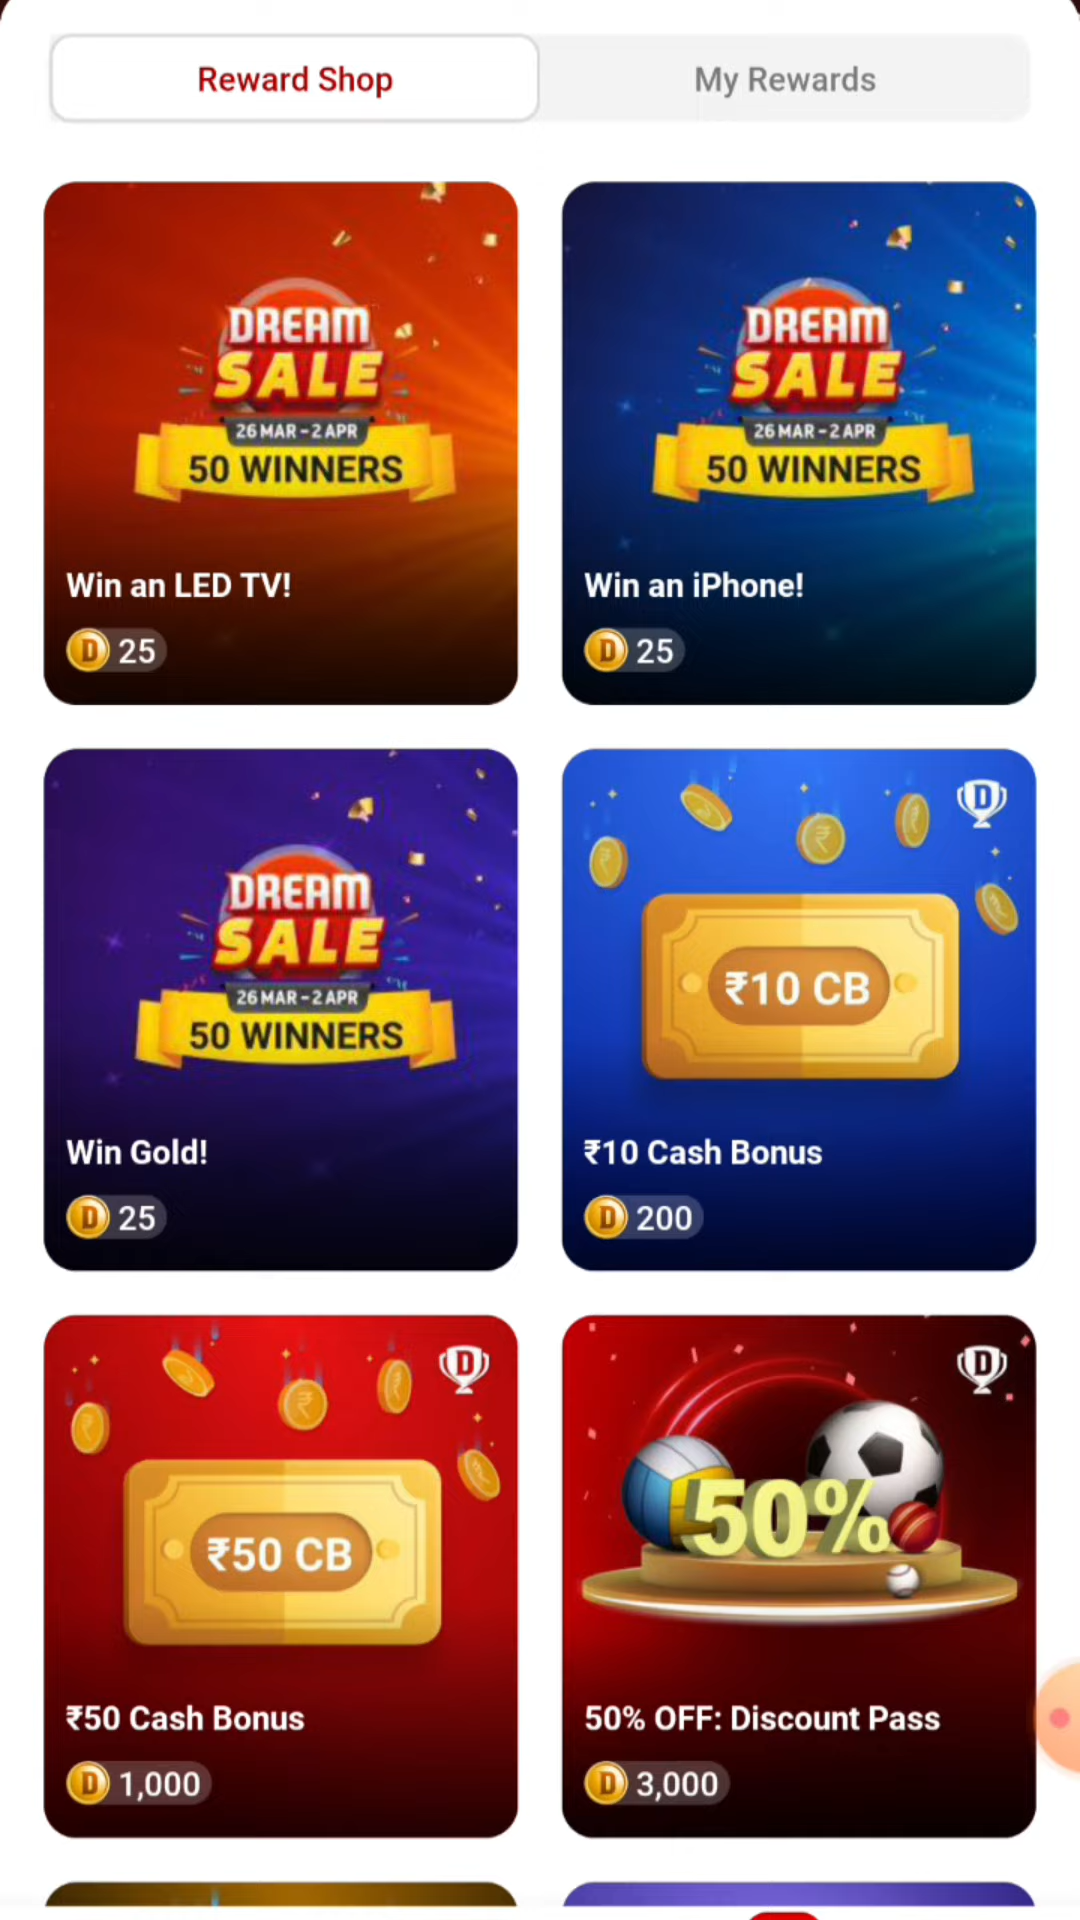 Reward Shop
My Rewards
DREAM
SALE
26 MAR - 2 APR
50 WINNERS
Win an LED TV!
D 25
DREAM
SALE
26 MAR - 2 APR
50 WINNERS
Win an iPhone!
D 25
DREAM
SALE
26 MAR - 2 APR
50 WINNERS
Win Gold!
D 25
D
₹10 CB
₹10 Cash Bonus
D 200
D
₹50 CB
₹50 Cash Bonus
D 1,000
D
50%
50% OFF: Discount Pass
D 3,000